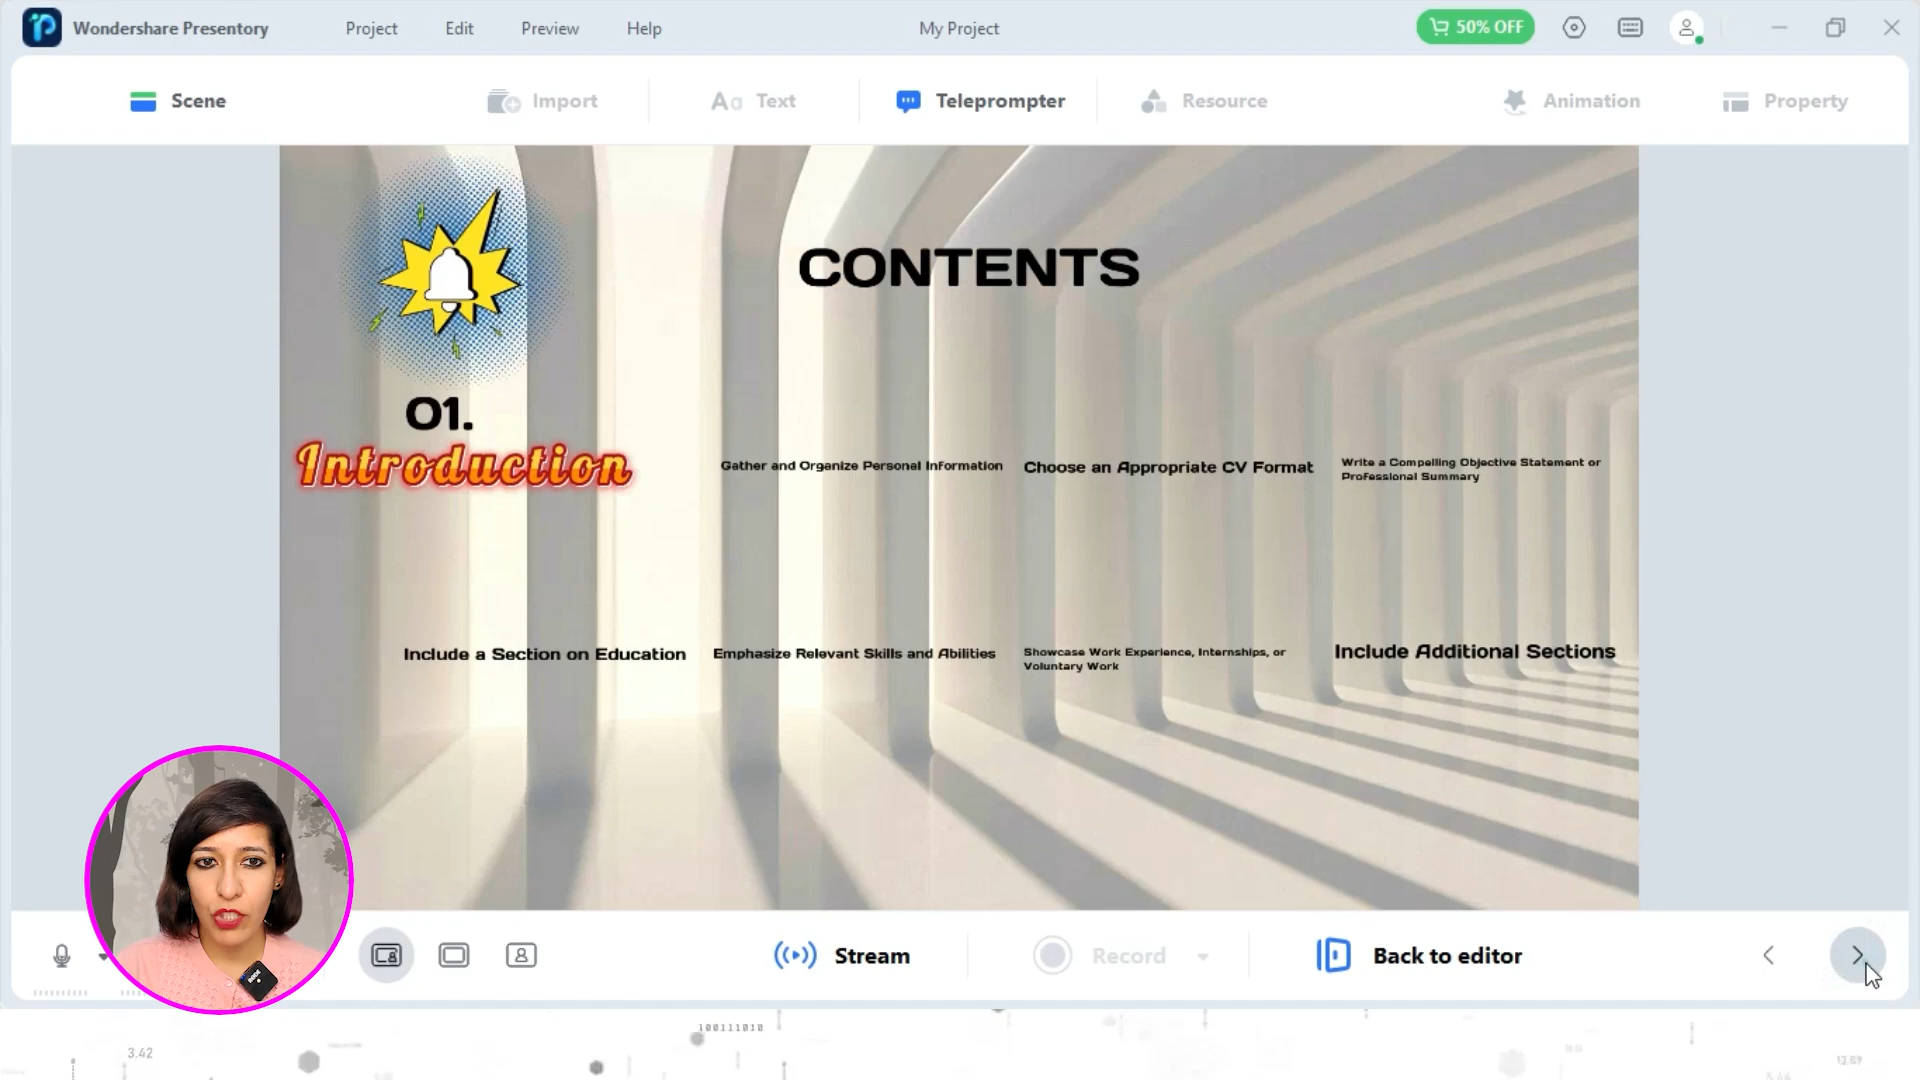 Wondershare Presentory
Project
Edit
Preview
Help
My Project
50% OFF
Scene
Import
Aa Text
Teleprompter
Resource
Animation
Property
CONTENTS
01.
Introduction
Gather and Organize Personal Information
Choose an Appropriate CV Format
Write a Compelling Objective Statement or
Professional Summary
Include a Section on Education
Emphasize Relevant Skills and Abilities
Showcase Work Experience, Internships, or
Voluntary Work
Include Additional Sections
RODE
Stream
Record
Back to editor
100111010
3.42